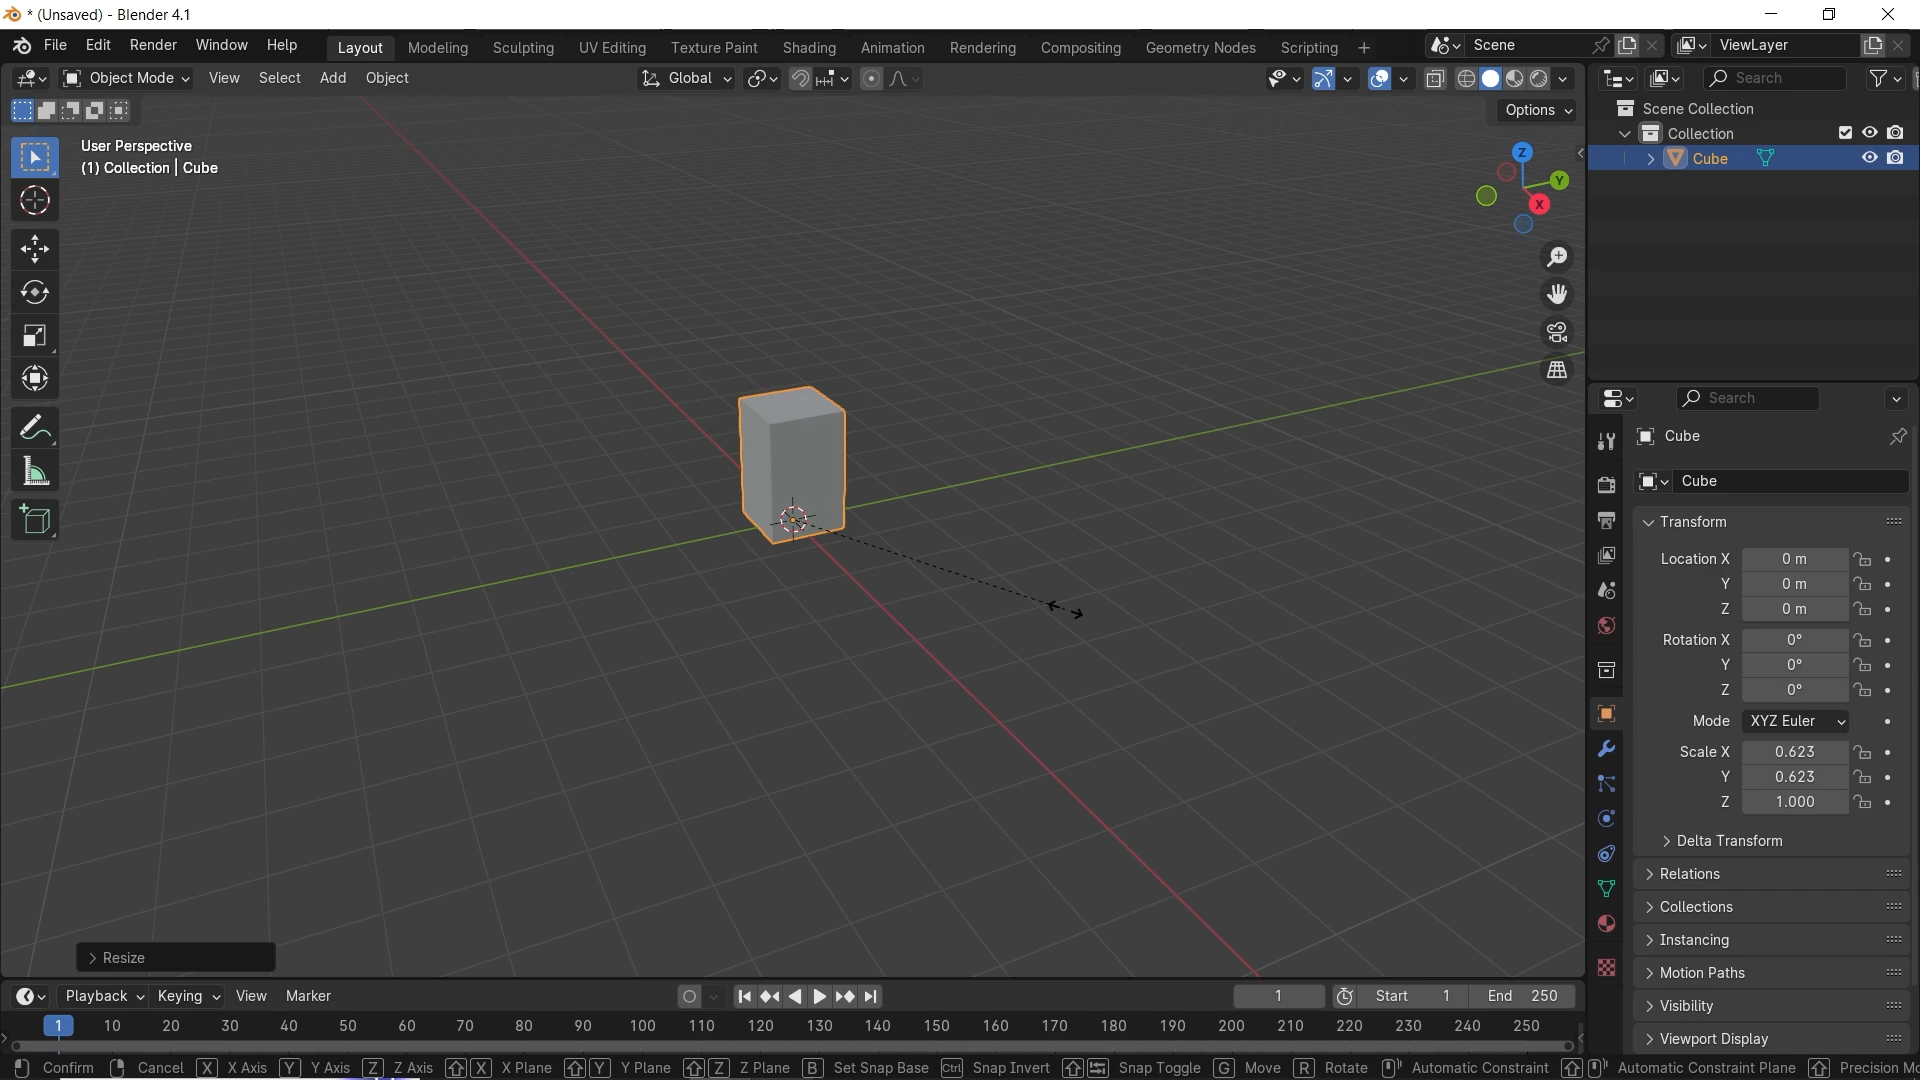 * (Unsaved) - Blender 4.1
File Edit Render Window Help
Layout Modeling Sculpting UV Editing Texture Paint Shading Animation Rendering Compositing Geometry Nodes Scripting +
Scene
ViewLayer
Object Mode View Select Add Object
Global
Search
Options
User Perspective
(1) Collection | Cube
Z
Y
X
Scene Collection
Collection
Cube
Search
Cube
Cube
Transform
Location X 0 m
Y 0 m
Z 0 m
Rotation X 0°
Y 0°
Z 0°
Mode XYZ Euler
Scale X 0.623
Y 0.623
Z 1.000
Delta Transform
Relations
Collections
Instancing
Motion Paths
Visibility
Viewport Display
Resize
Playback Keying View Marker
1 Start 1 End 250
1 10 20 30 40 50 60 70 80 90 100 110 120 130 140 150 160 170 180 190 200 210 220 230 240 250
Confirm Cancel X X Axis Y Y Axis Z Z Axis X X Plane Y Y Plane Z Z Plane B Set Snap Base Ctrl Snap Invert Snap Toggle G Move R Rotate Automatic Constraint Automatic Constraint Plane Precision Mo